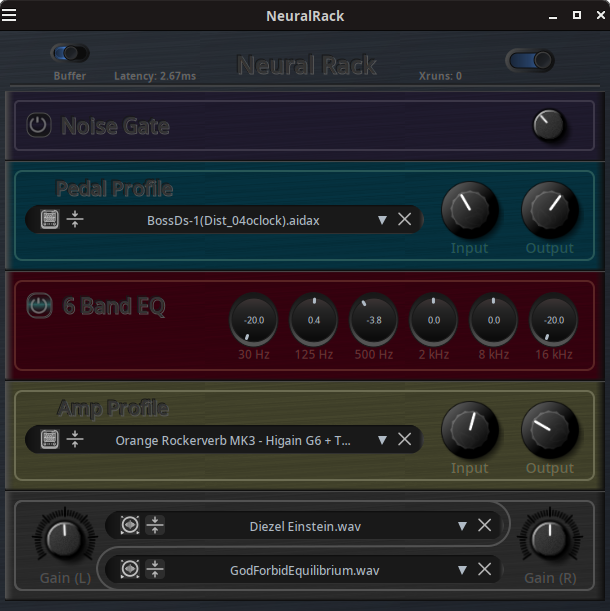 NeuralRack
Buffer
Latency: 2.67ms
Neural Rack
Xruns: 0
Noise Gate
Pedal Profile
BossDs-1(Dist_04oclock).aidax
Input
Output
6 Band EQ
-20.0
0.4
-3.8
0.0
0.0
-20.0
30 Hz
125 Hz
500 Hz
2 kHz
8 kHz
16 kHz
Amp Profile
Orange Rockerverb MK3 - Higain G6 + T...
Input
Output
Diezel Einstein.wav
Gain (L)
GodForbidEquilibrium.wav
Gain (R)